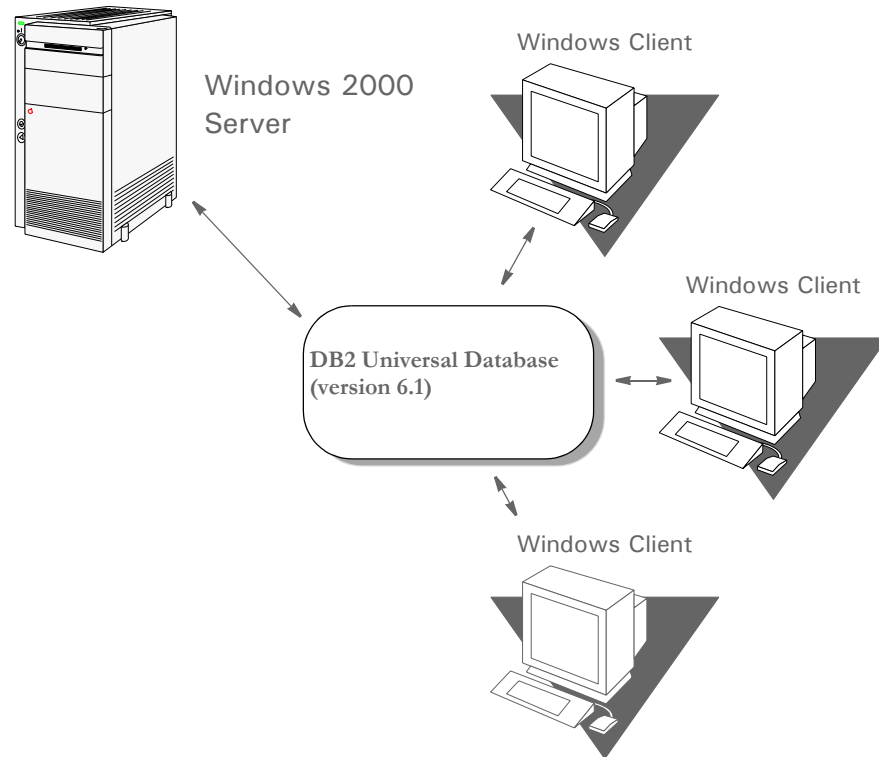 Windows Client
Windows 2000
Server
Windows Client
DB2 Universal Database
(version 6.1)
Windows Client